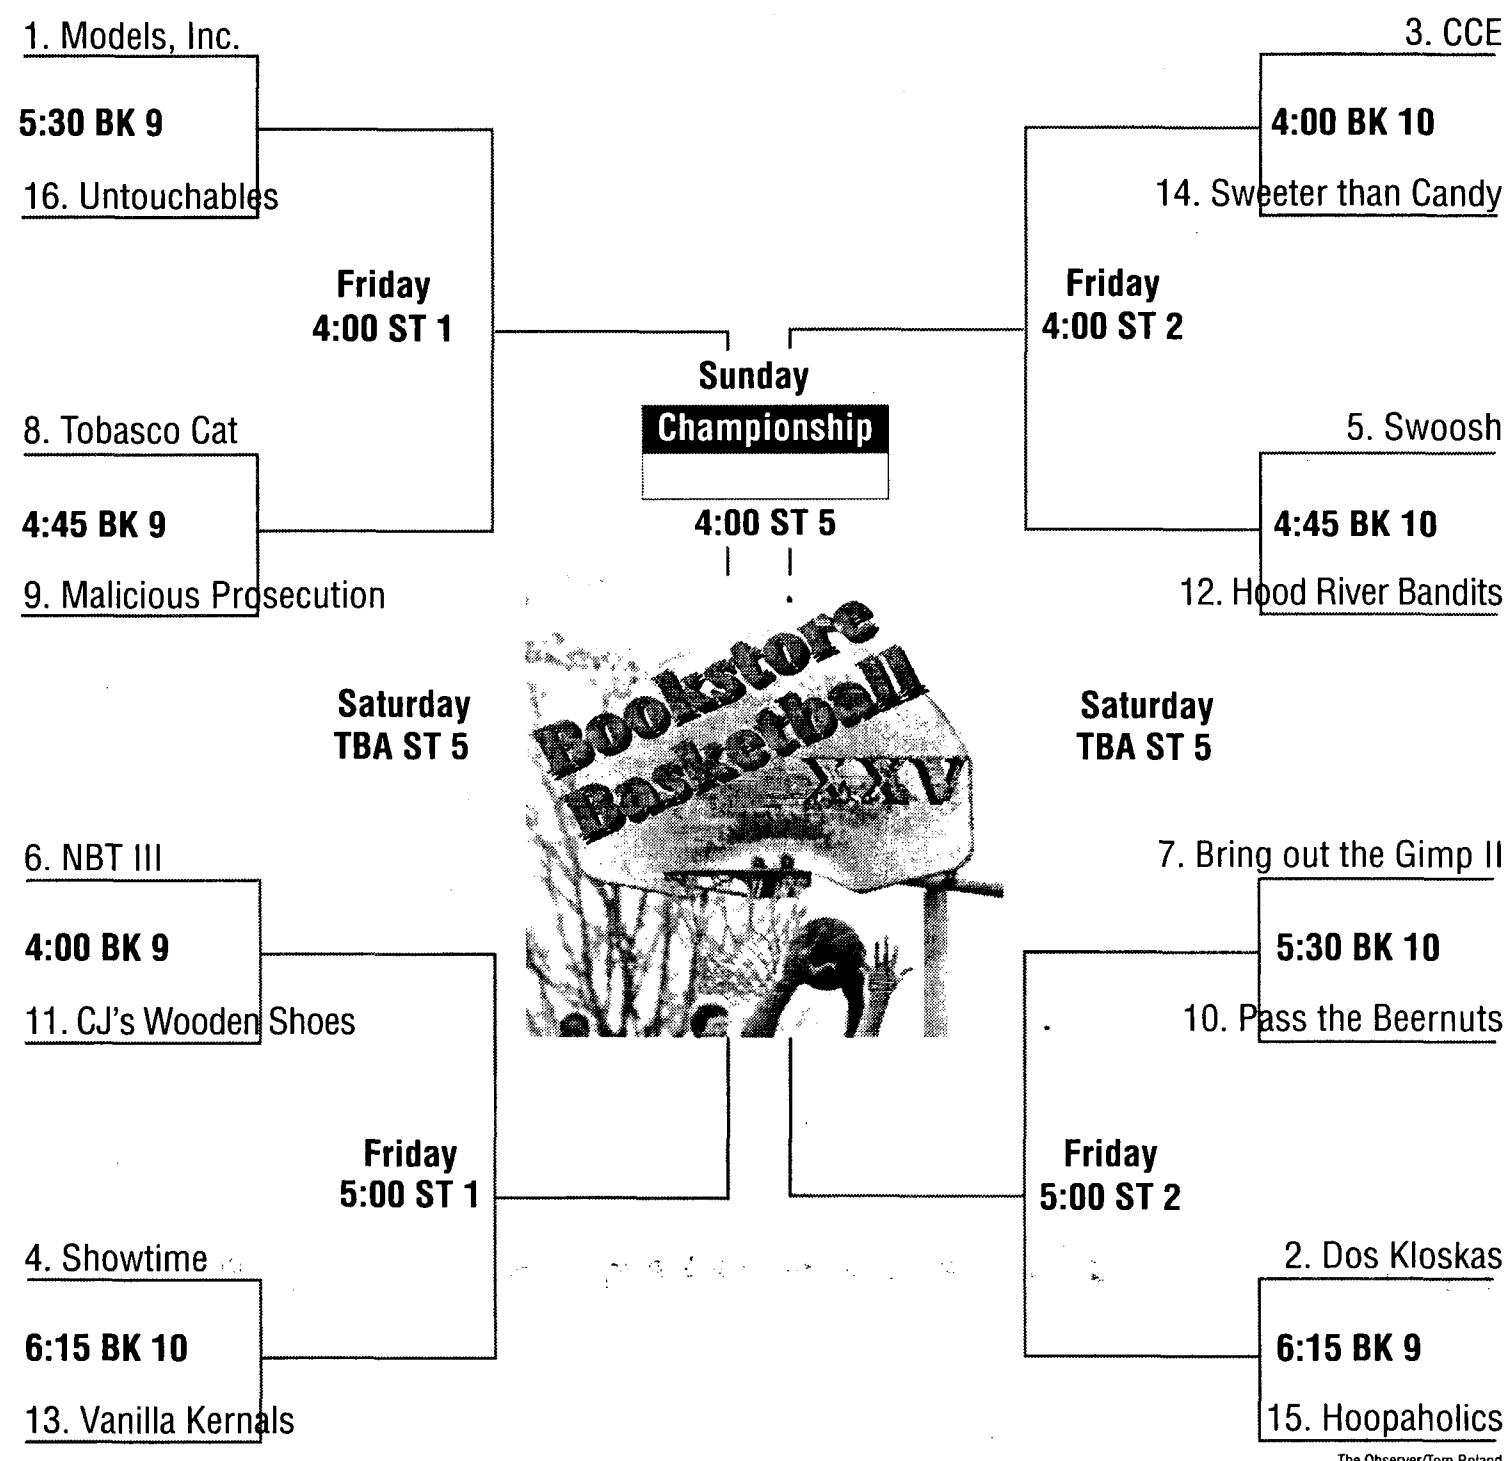 1. Models, Inc.
5:30 BK 9
16. Untouchables
Friday
4:00 ST 1
8. Tobasco Cat
4:45 BK 9
9. Malicious Prosecution
Saturday
TBA ST 5
6. NBT III
4:00 BK 9
11. CJ's Wooden Shoes
Friday
5:00 ST 1
4. Showtime
6:15 BK 10
13. Vanilla Kernals
Sunday
Championship
4:00 ST 5
Bookstore
Basketball
XXV
3. CCE
4:00 BK 10
14. Sweeter than Candy
Friday
4:00 ST 2
5. Swoosh
4:45 BK 10
12. Hood River Bandits
Saturday
TBA ST 5
7. Bring out the Gimp II
5:30 BK 10
10. Pass the Beernuts
Friday
5:00 ST 2
2. Dos Kloskas
6:15 BK 9
15. Hoopaholics
The Observer/Tom Roland